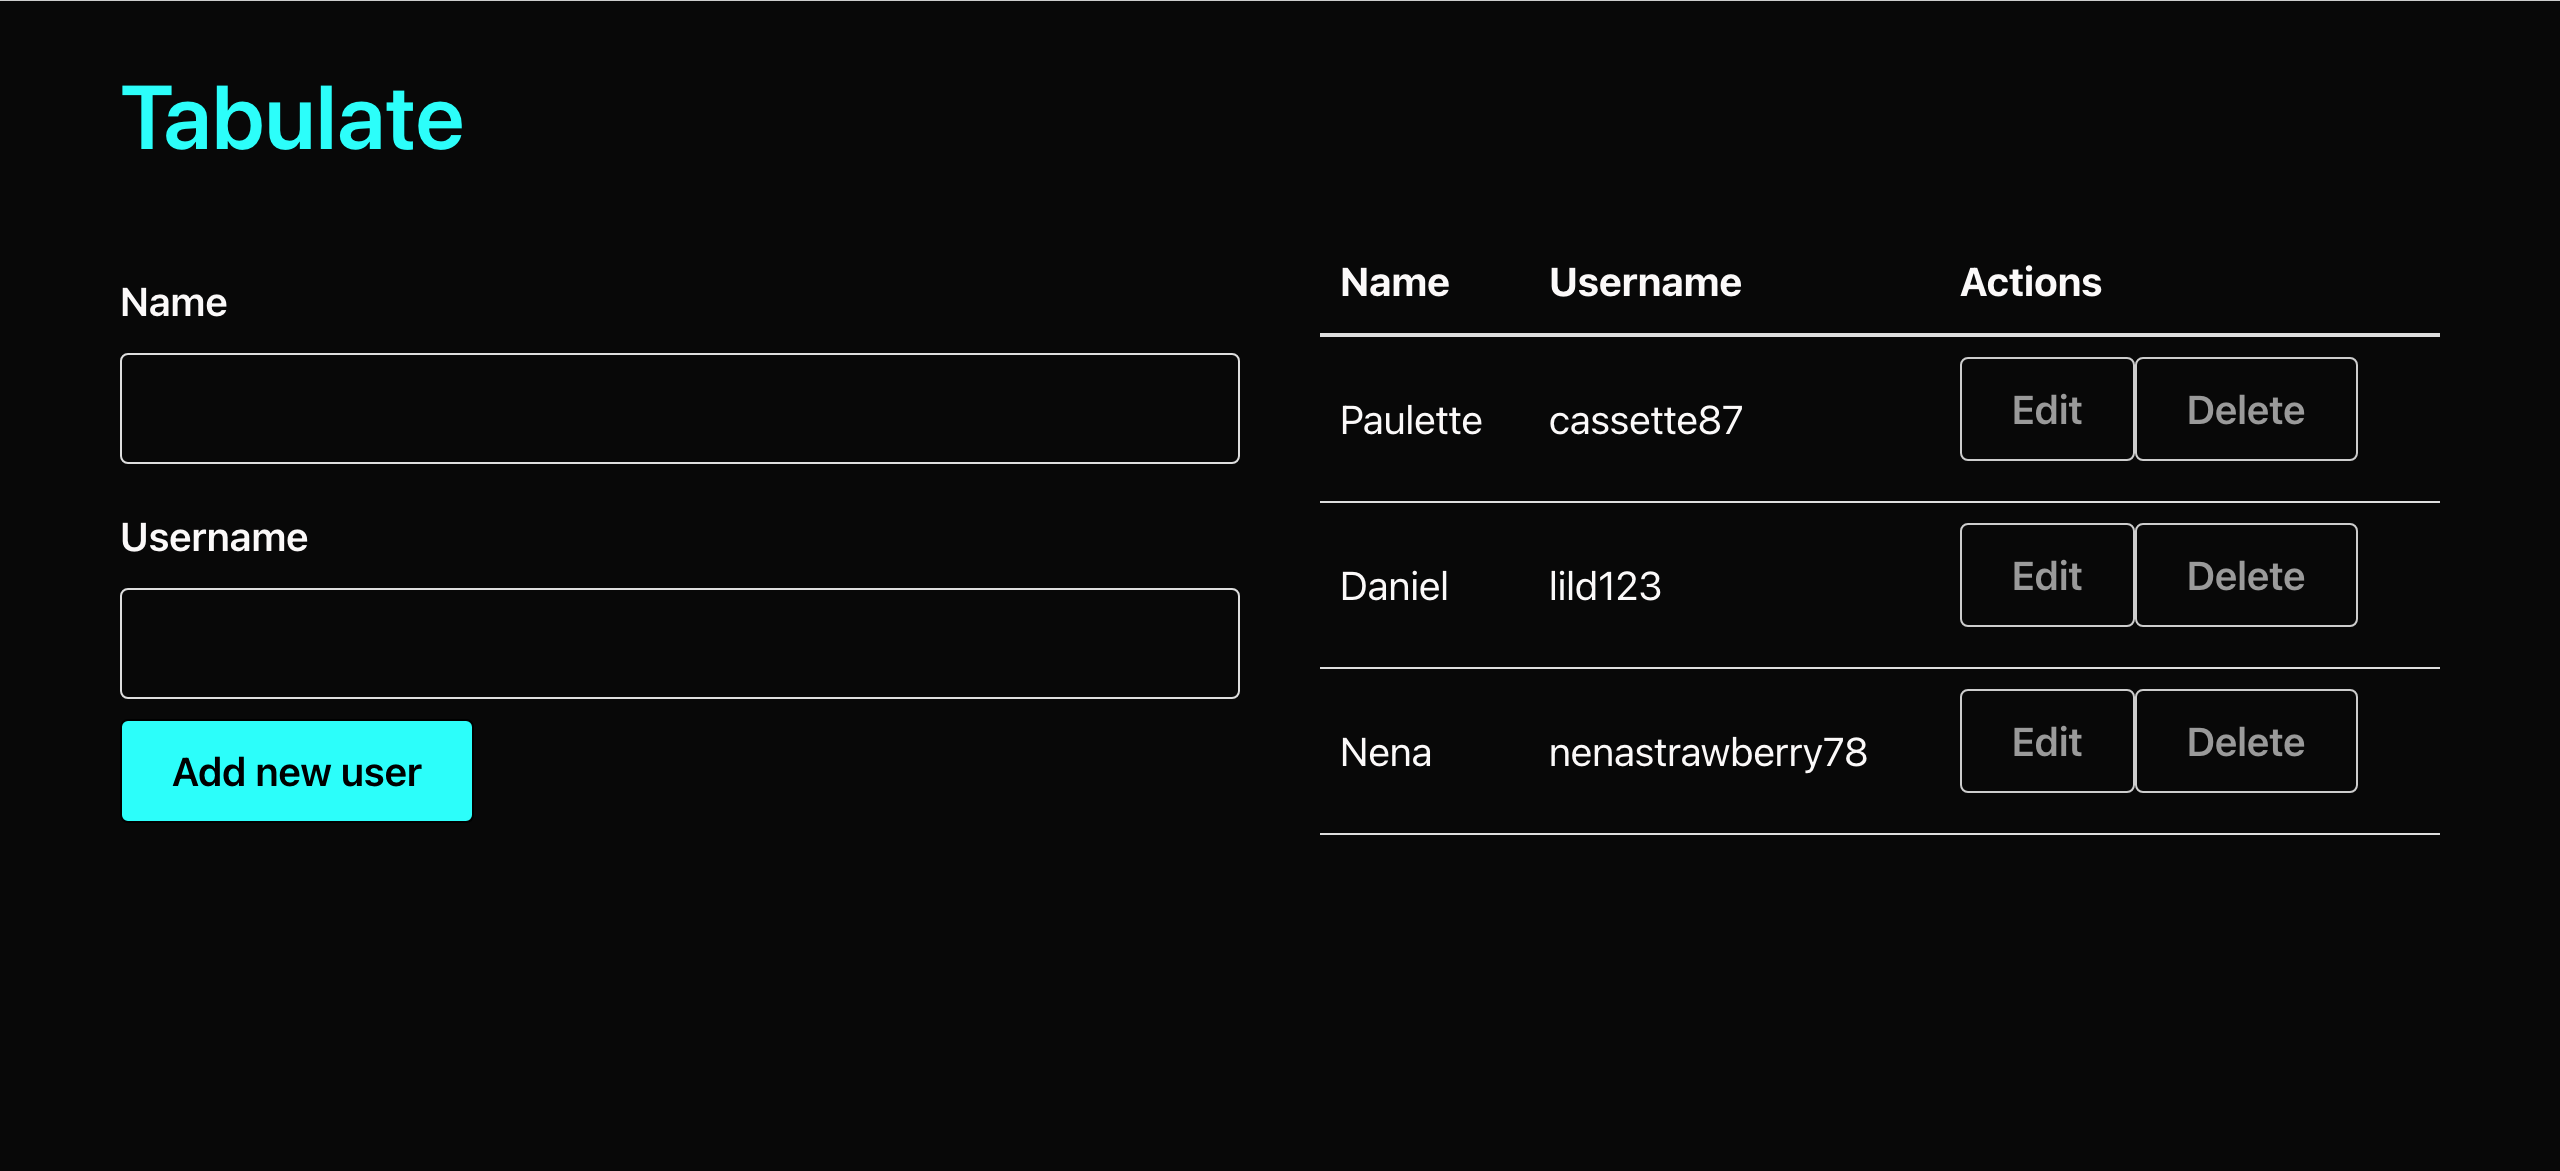 Tabulate
Name
Username
Add new user
Name Username Actions
Paulette cassette87 Edit Delete
Daniel lild123 Edit Delete
Nena nenastrawberry78 Edit Delete